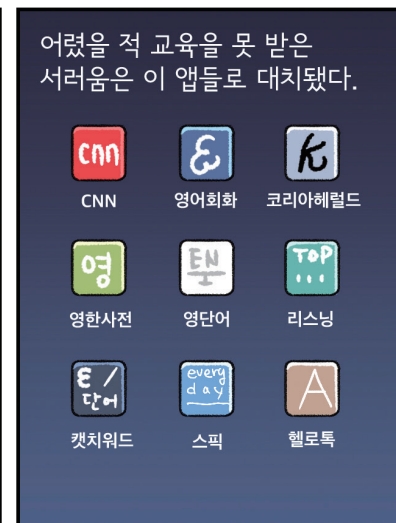 어렸을 적 교육을 못 받은
서러움은 이 앱들로 대치됐다.
cnn
CNN
ε
영어회화
k
코리아헤럴드
영
영한사전
EN
영단어
TOP
...
리스닝
ε /
단어
캣치워드
every
day
스픽
A
헬로톡